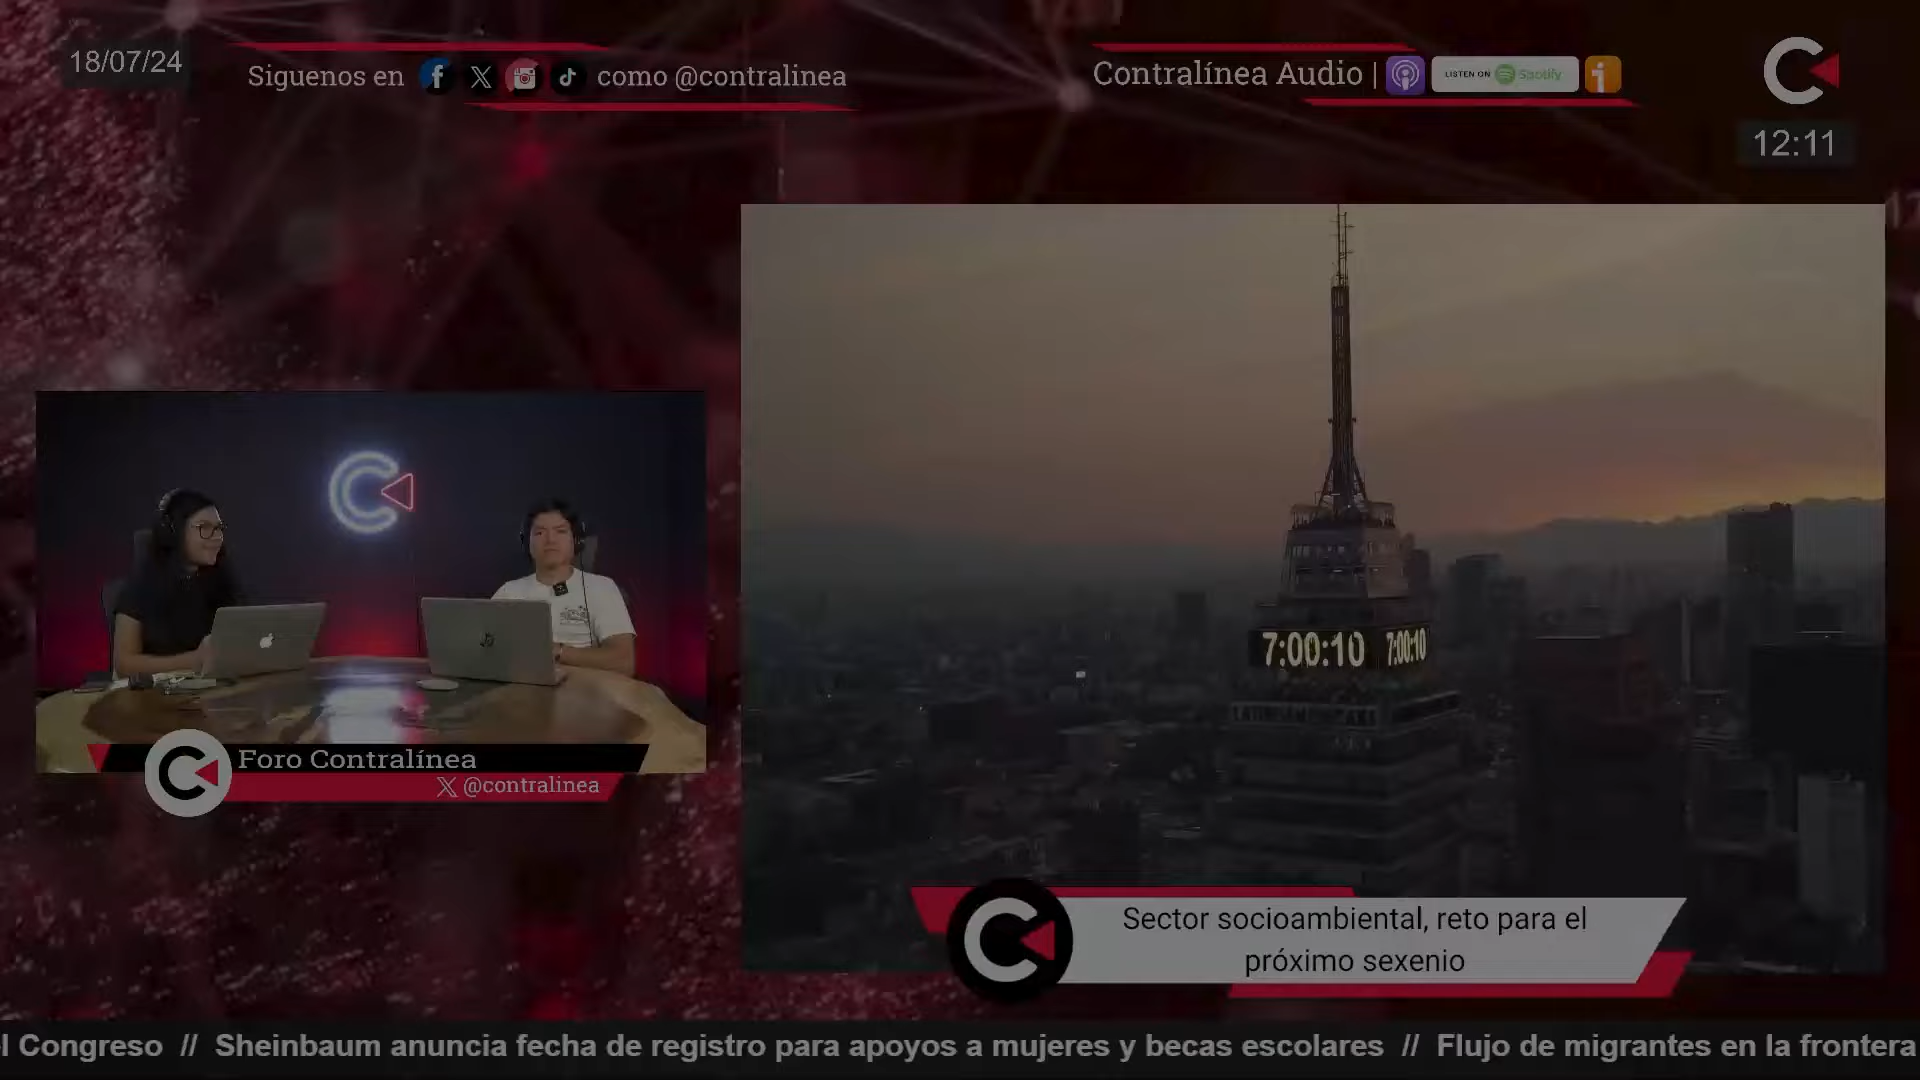 18/07/24
Siguenos en como @contralinea
Contralínea Audio |
LISTEN ON Spotify
12:11
7:00:10 7:00:10
Foro Contralínea
@contralinea
Sector socioambiental, reto para el
próximo sexenio
l Congreso // Sheinbaum anuncia fecha de registro para apoyos a mujeres y becas escolares // Flujo de migrantes en la frontera